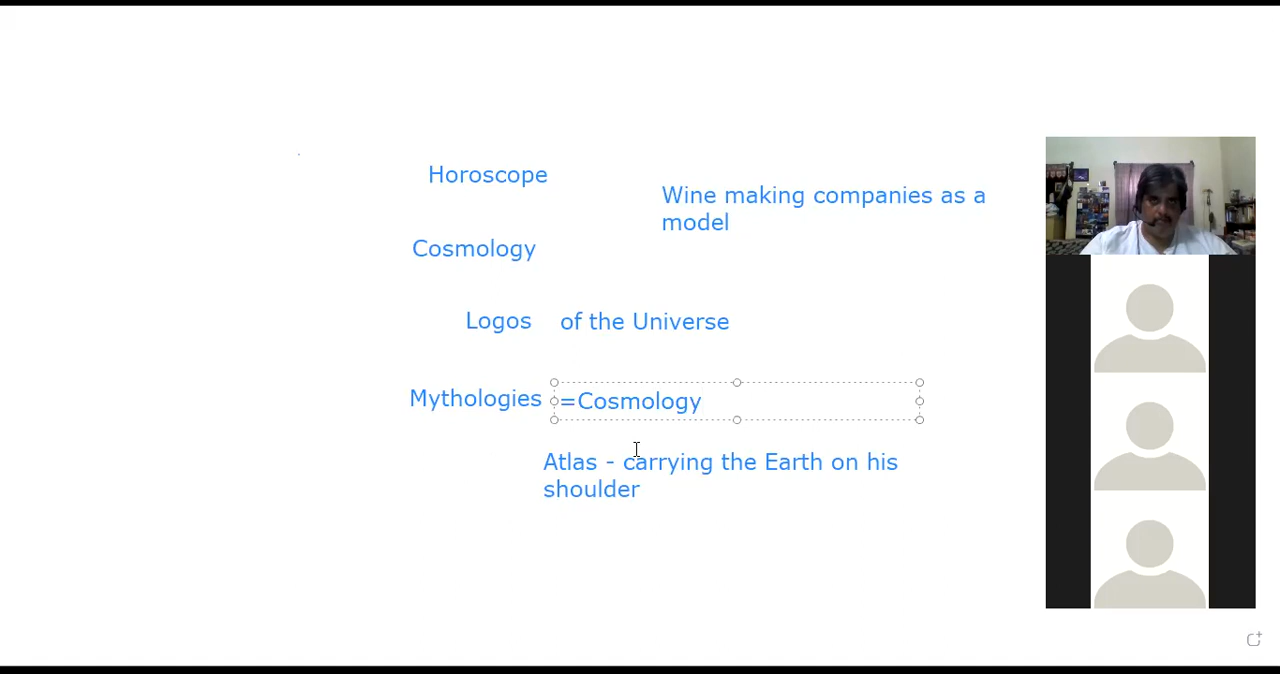 Horoscope
Wine making companies as a
model
Cosmology
Logos of the Universe
Mythologies =Cosmology
Atlas - carrying the Earth on his
shoulder